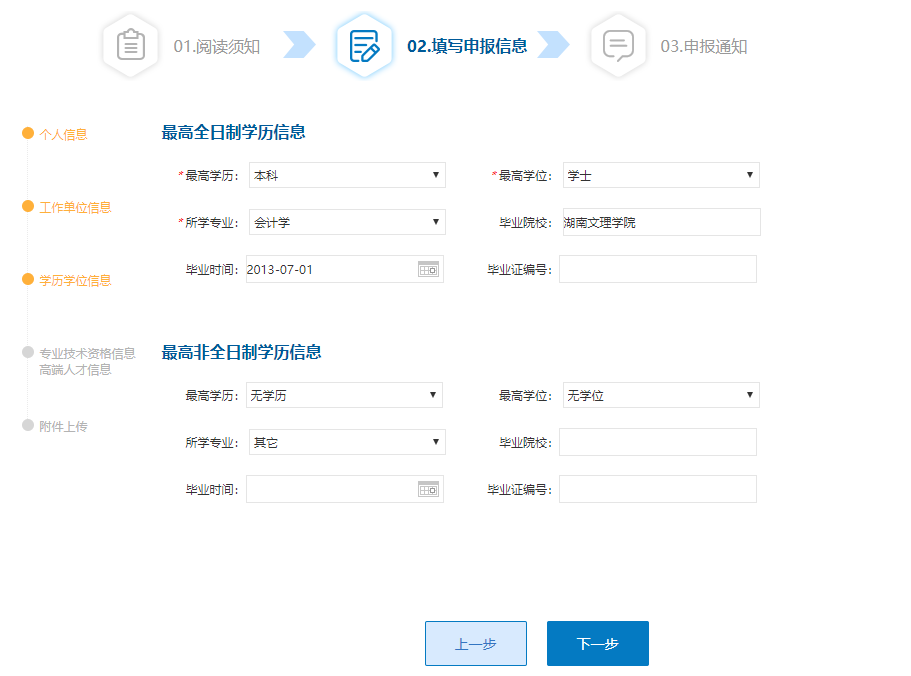 01.阅读须知
02.填写申报信息
03.申报通知
个人信息
工作单位信息
学历学位信息
专业技术资格信息
高端人才信息
附件上传
最高全日制学历信息
*最高学历： 本科
*最高学位： 学士
*所学专业： 会计学
毕业院校： 湖南文理学院
毕业时间： 2013-07-01
毕业证编号：
最高非全日制学历信息
最高学历： 无学历
最高学位： 无学位
所学专业： 其它
毕业院校：
毕业时间：
毕业证编号：
上一步
下一步